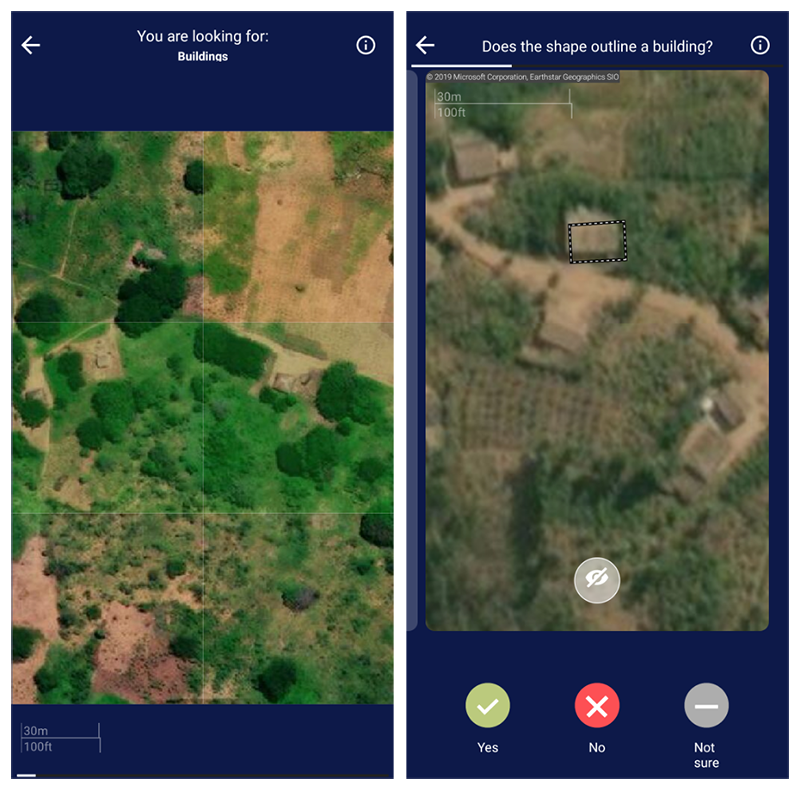 You are looking for:
Buildings
30m
100ft
Does the shape outline a building?
© 2019 Microsoft Corporation, Earthstar Geographics SIO
30m
100ft
Yes
No
Not
sure